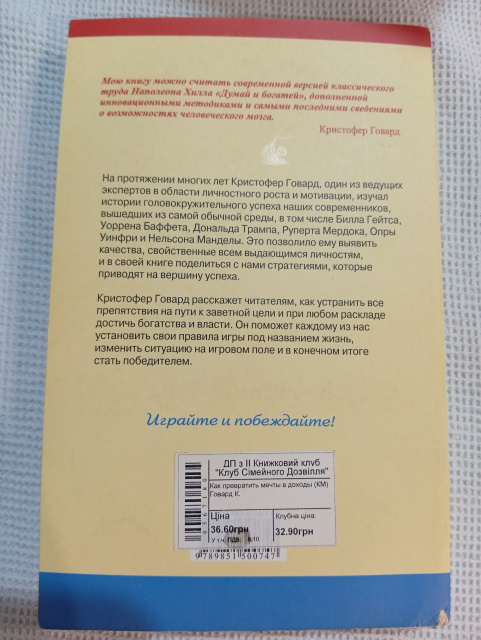 Мою книгу можно считать современной версией классического
труда Наполеона Хилла «Думай и богатей», дополненной
инновационными методиками и самыми последними сведениями
о возможностях человеческого мозга.
Кристофер Говард
На протяжении многих лет Кристофер Говард, один из ведущих
экспертов в области личностного роста и мотивации, изучал
истории головокружительного успеха наших современников,
вышедших из самой обычной среды, в том числе Билла Гейтса,
Уоррена Баффета, Дональда Трампа, Руперта Мердока, Опры
Уинфри и Нельсона Манделы. Это позволило ему выявить
качества, свойственные всем выдающимся личностям,
и в своей книге поделиться с нами стратегиями, которые
приводят на вершину успеха.
Кристофер Говард расскажет читателям, как устранить все
препятствия на пути к заветной цели и при любом раскладе
достичь богатства и власти. Он поможет каждому из нас
установить свои правила игры под названием жизнь,
изменить ситуацию на игровом поле и в конечном итоге
стать победителем.
Играйте и побеждайте!
ДП з ІІ Книжковий клуб
"Клуб Сімейного Дозвілля"
Как превратить мечты в доходы (КМ)
Говард К.
Ціна
Клубна ціна:
36.60грн
32.90грн
У т.ч. ПДВ: 6.10
9789851500747